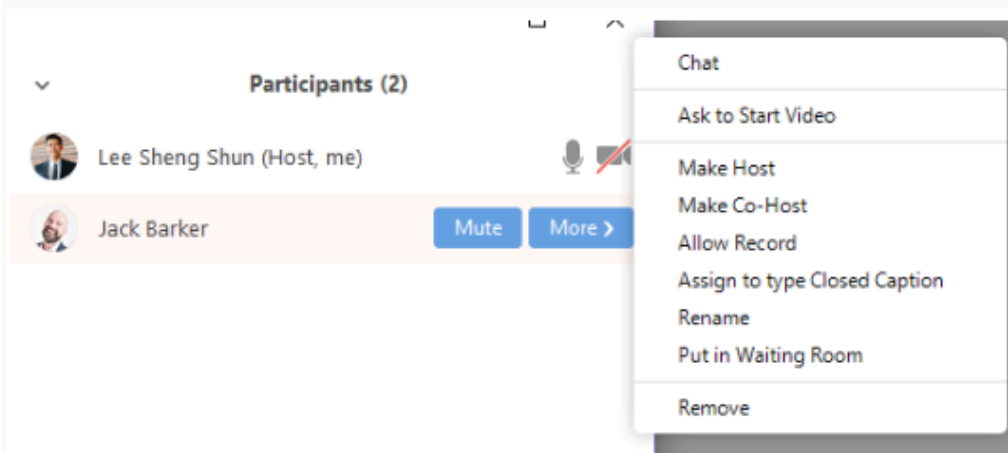 Participants (2)
Lee Sheng Shun (Host, me)
Jack Barker
Mute
More
Chat
Ask to Start Video
Make Host
Make Co-Host
Allow Record
Assign to type Closed Caption
Rename
Put in Waiting Room
Remove